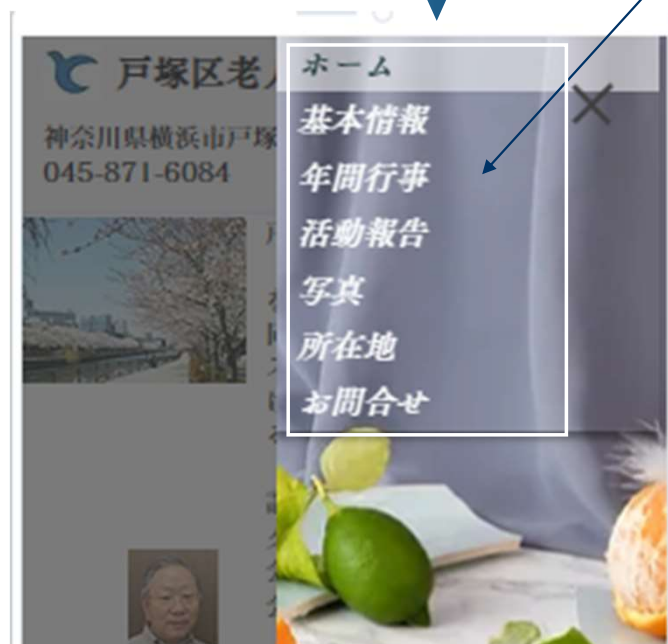 戸塚区老
神奈川県横浜市戸塚
045-871-6084
ホーム
基本情報
年間行事
活動報告
写真
所在地
お問合せ